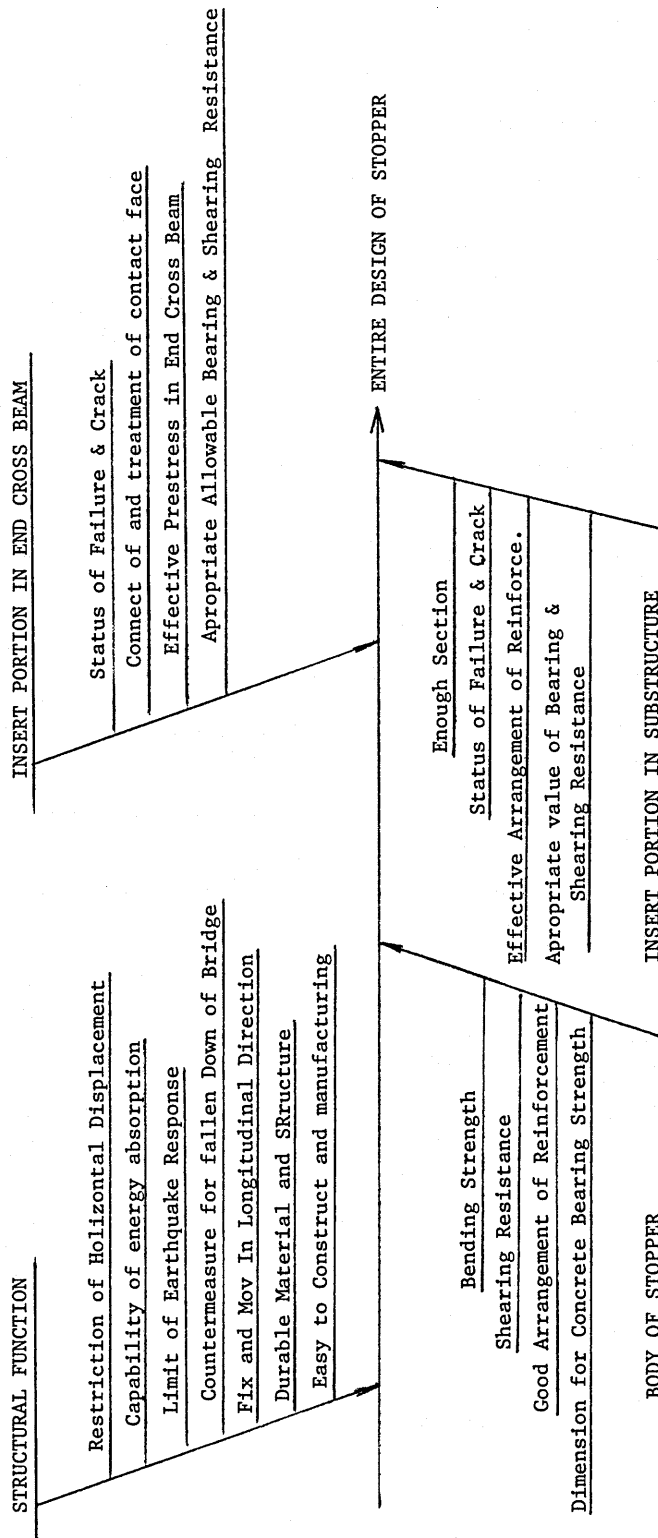 STRUCTURAL FUNCTION
Restriction of Holizontal Displacement
Capability of energy absorption
Limit of Earthquake Response
Countermeasure for fallen Down of Bridge
Fix and Mov In Longitudinal Direction
Durable Material and SRructure
Easy to Construct and manufacturing
INSERT PORTION IN END CROSS BEAM
Status of Failure & Crack
Connect of and treatment of contact face
Effective Prestress in End Cross Beam
Apropriate Allowable Bearing & Shearing Resistance
ENTIRE DESIGN OF STOPPER
Bending Strength
Shearing Resistance
Good Arrangement of Reinforcement
Dimension for Concrete Bearing Strength
BODY OF STOPPER
Enough Section
Status of Failure & Crack
Effective Arrangement of Reinforce.
Apropriate value of Bearing &
Shearing Resistance
INSERT PORTION IN SUBSTRUCTURE